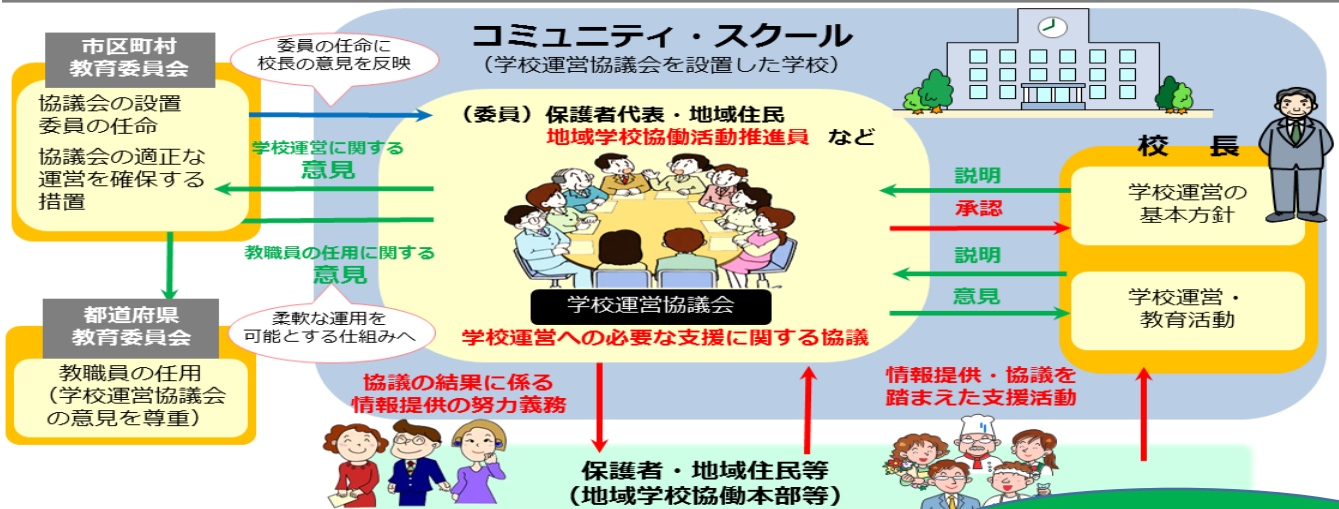 コミュニティ・スクール
（学校運営協議会を設置した学校）
市区町村
教育委員会
協議会の設置
委員の任命
協議会の適正な
運営を確保する
措置
委員の任命に
校長の意見を反映
（委員）保護者代表・地域住民
地域学校協働活動推進員 など
学校運営に関する
意見
教職員の任用に関する
意見
柔軟な運用を
可能とする仕組みへ
都道府県
教育委員会
教職員の任用
（学校運営協議会
の意見を尊重）
学校運営協議会
学校運営への必要な支援に関する協議
説明
承認
説明
意見
校 長
学校運営の
基本方針
学校運営・
教育活動
協議の結果に係る
情報提供の努力義務
情報提供・協議を
踏まえた支援活動
保護者・地域住民等
（地域学校協働本部等）